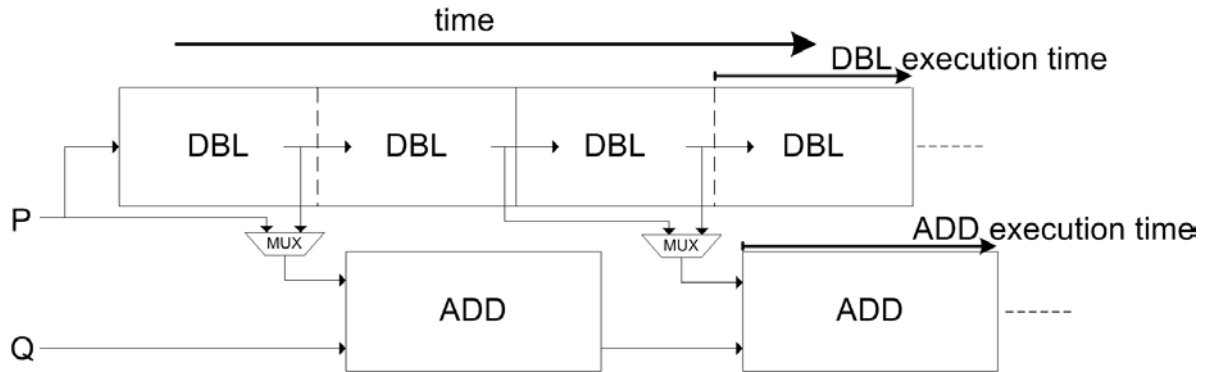 time
DBL execution time
DBL DBL DBL DBL
P
MUX MUX
ADD execution time
ADD ADD
Q